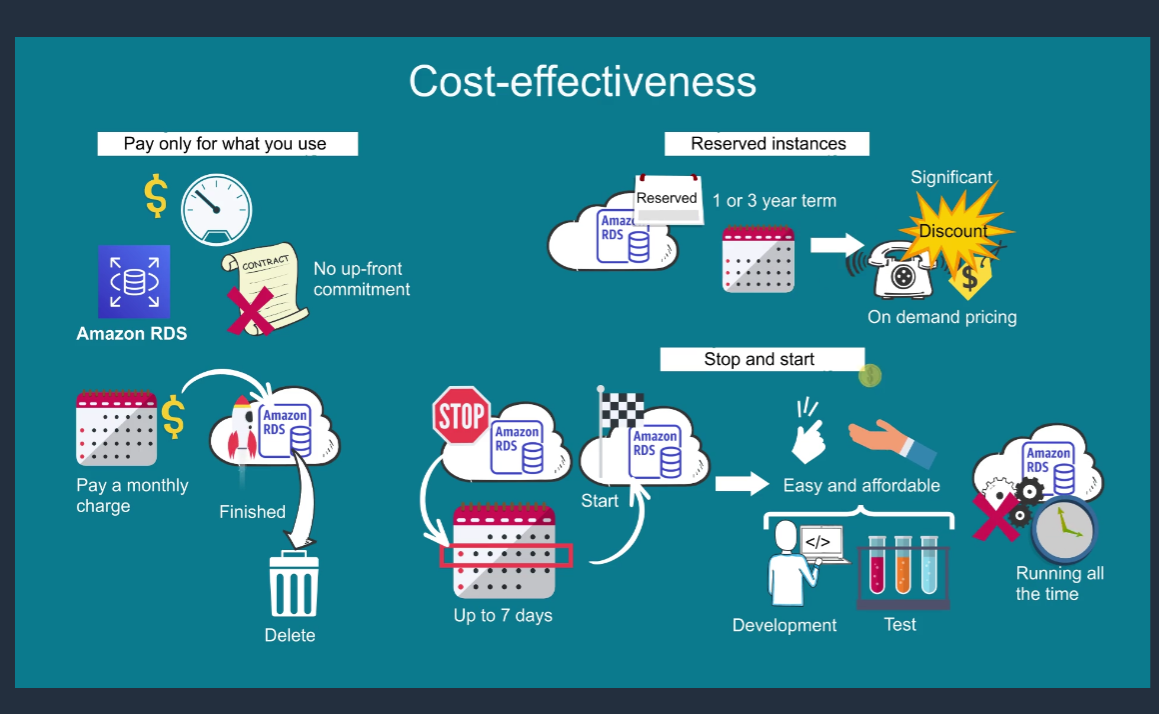 Cost-effectiveness
Pay only for what you use
$
CONTRACT
No up-front
commitment
Amazon RDS
$
Amazon
RDS
Pay a monthly
charge
Finished
Delete
Reserved instances
Reserved
Amaz
RDS
1 or 3 year term
Significant
Discount
$
On demand pricing
Stop and start
STOP
Amazon
RDS
Amazon
RDS
Start
Up to 7 days
Easy and affordable
</>
Development
Test
Amazon
RDS
Running all
the time